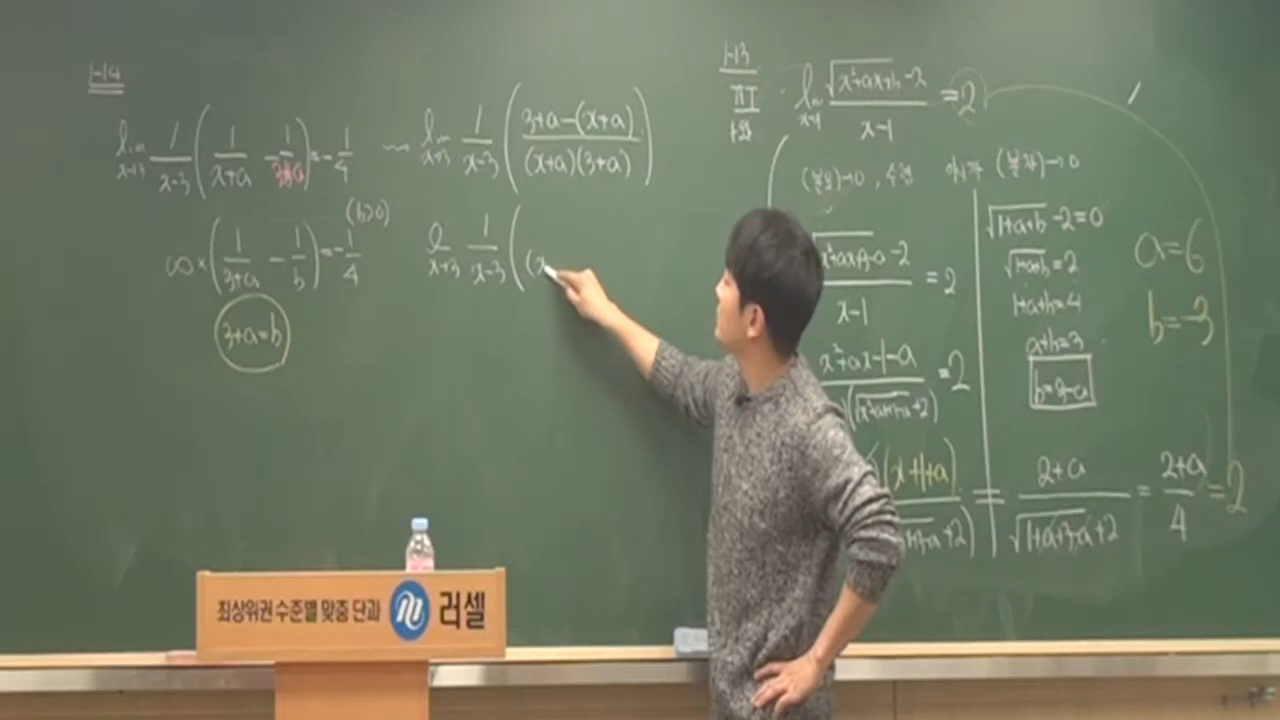 1-14
lim x→3 1/(x-3) (1/(x+a) - 1/(3+a)) = -1/4
(b>0)
∞×(1/(3+a) - 1/b) = -1/4
3+a=b
lim x→3 1/(x-3) ((3+a-(x+a))/((x+a)(3+a)))
lim x→3 1/(x-3) ((x
1-13
lim x→1 (√(x²+ax+b) -2)/(x-1) = 2
(분모)→0, 수렴
(분자)→0
-2/(x-1) = 2
√(1+a+b) -2=0
√(1+a+b)=2
1+a+b=4
a+b=3
a=6
b=-3
=2
(x+1+a)
= (2+a)/(√(1+a+3-a)+2) = (2+a)/4 = 2
최상위권 수준별 맞춤 단과 러셀